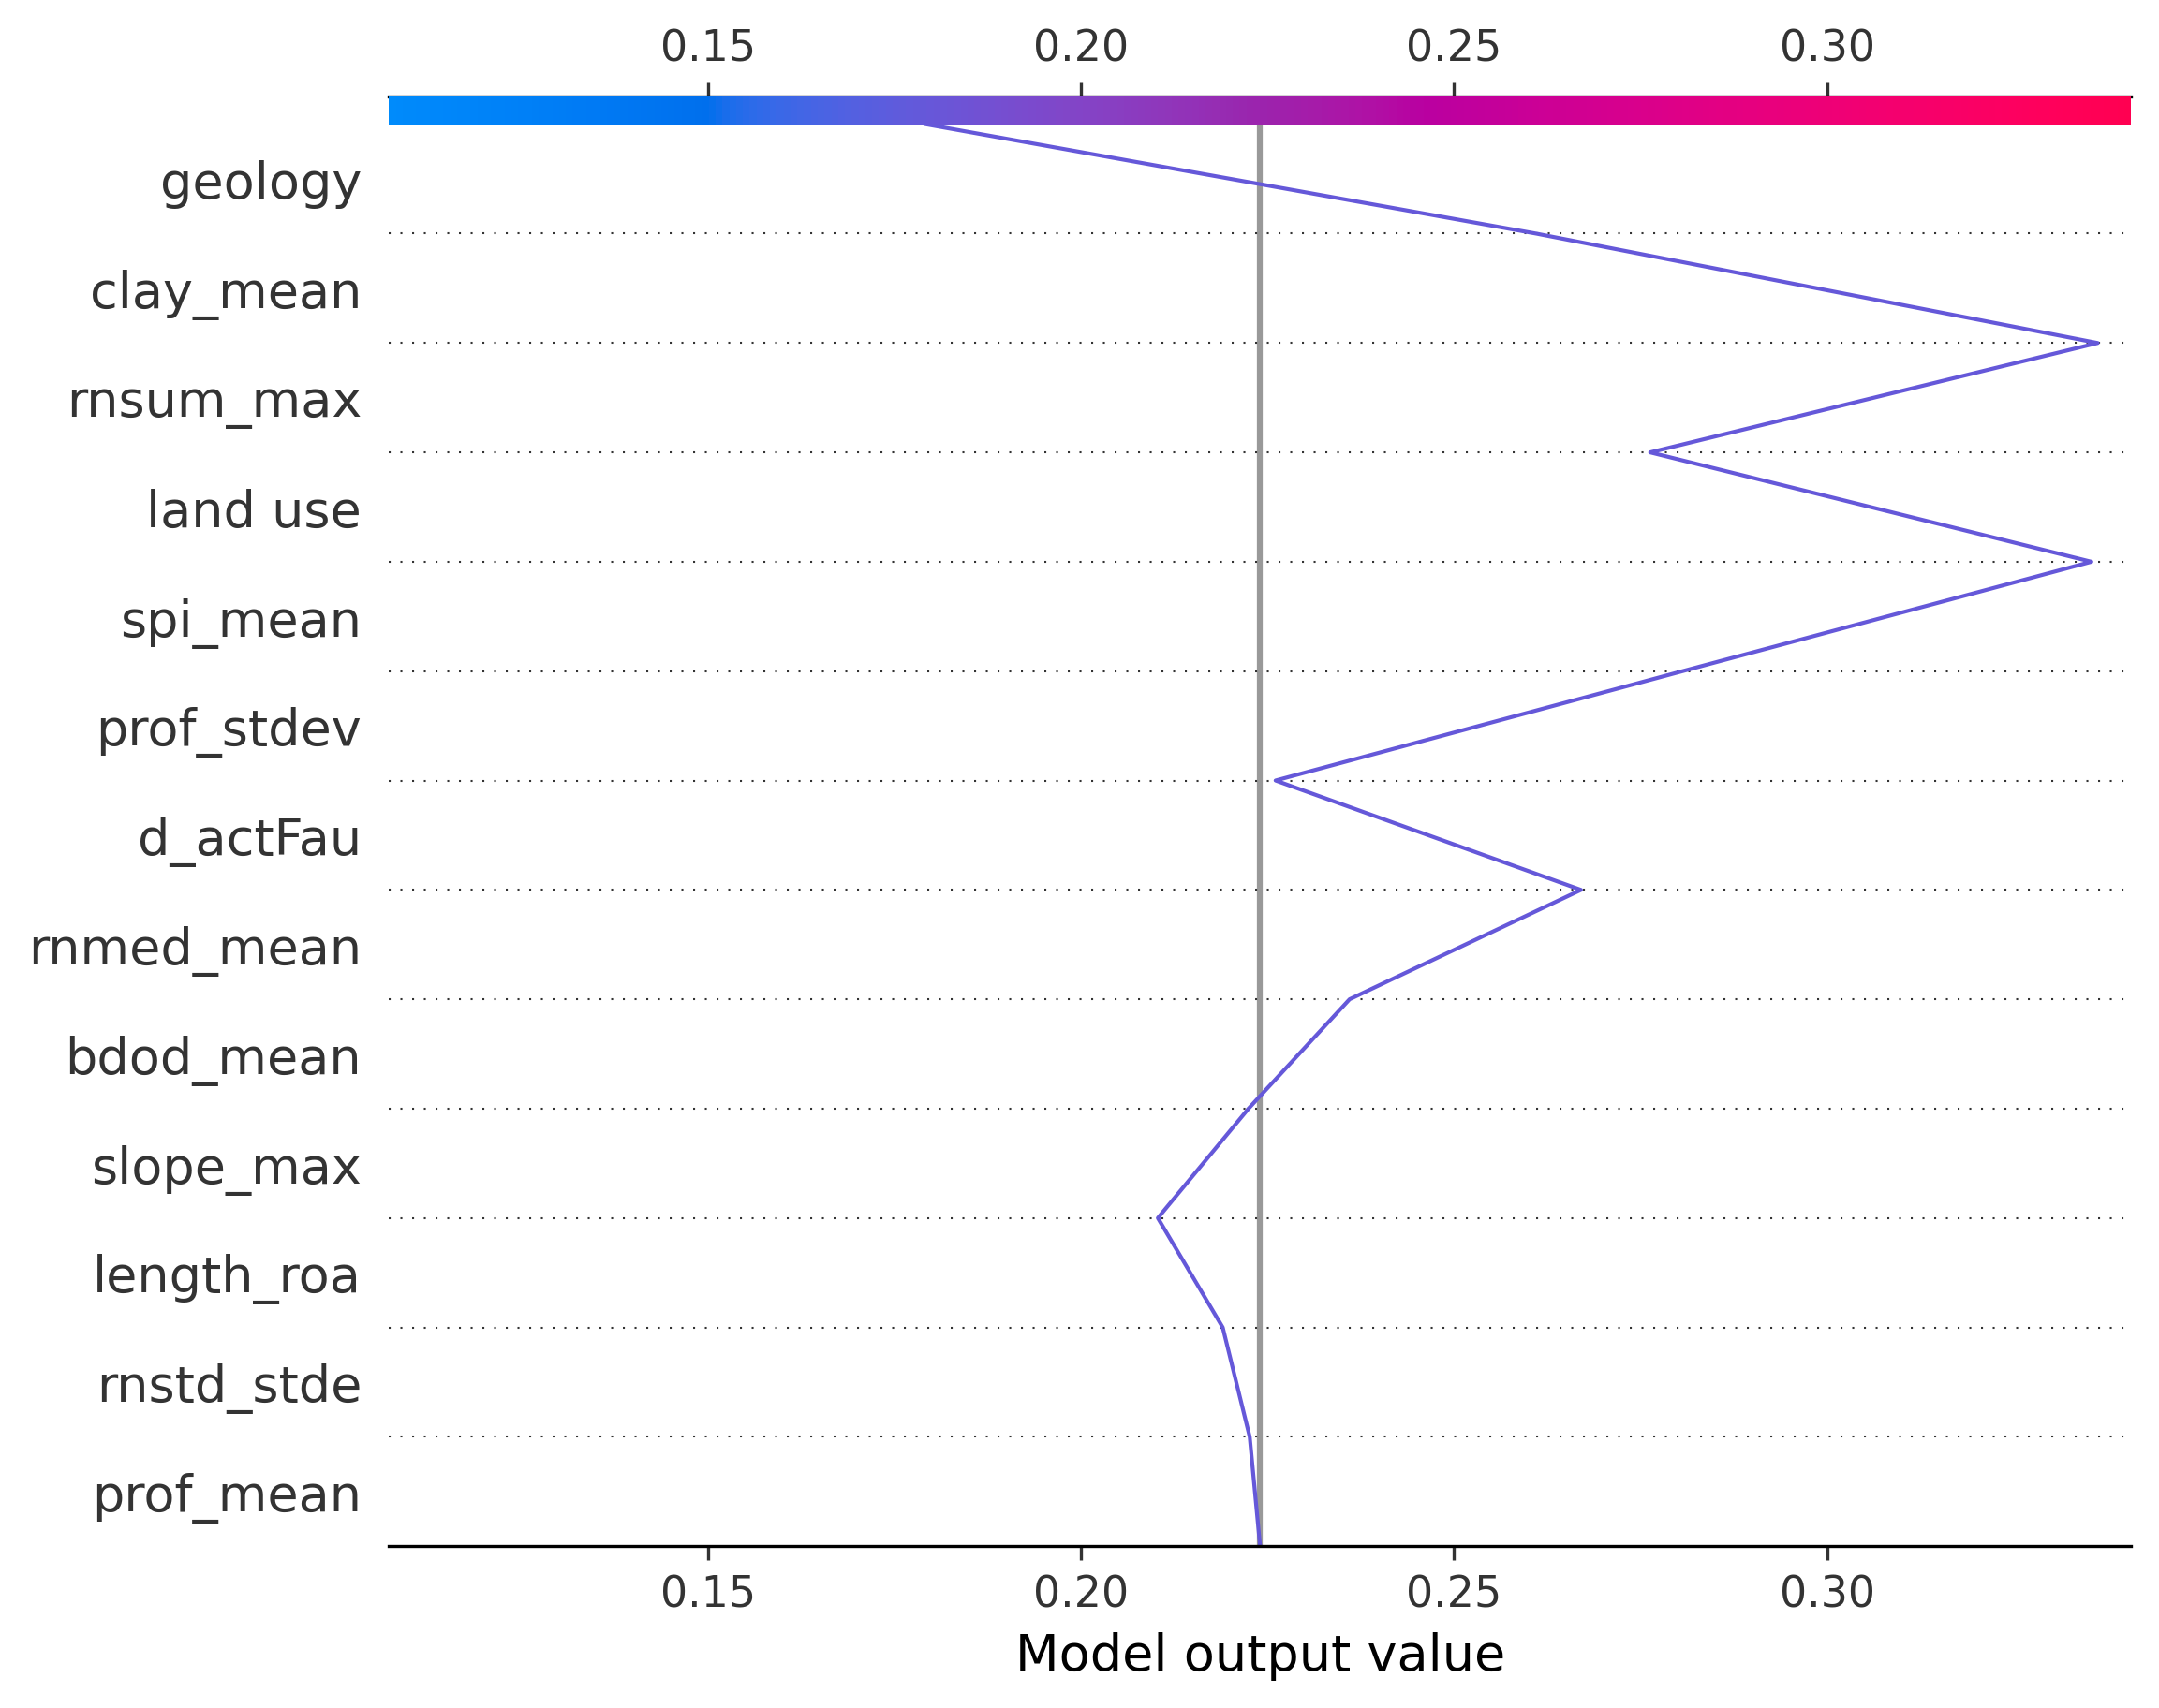 0.15 0.20 0.25 0.30
geology
clay_mean
rnsum_max
land use
spi_mean
prof_stdev
d_actFau
rnmed_mean
bdod_mean
slope_max
length_roa
rnstd_stde
prof_mean
0.15 0.20 0.25 0.30
Model output value